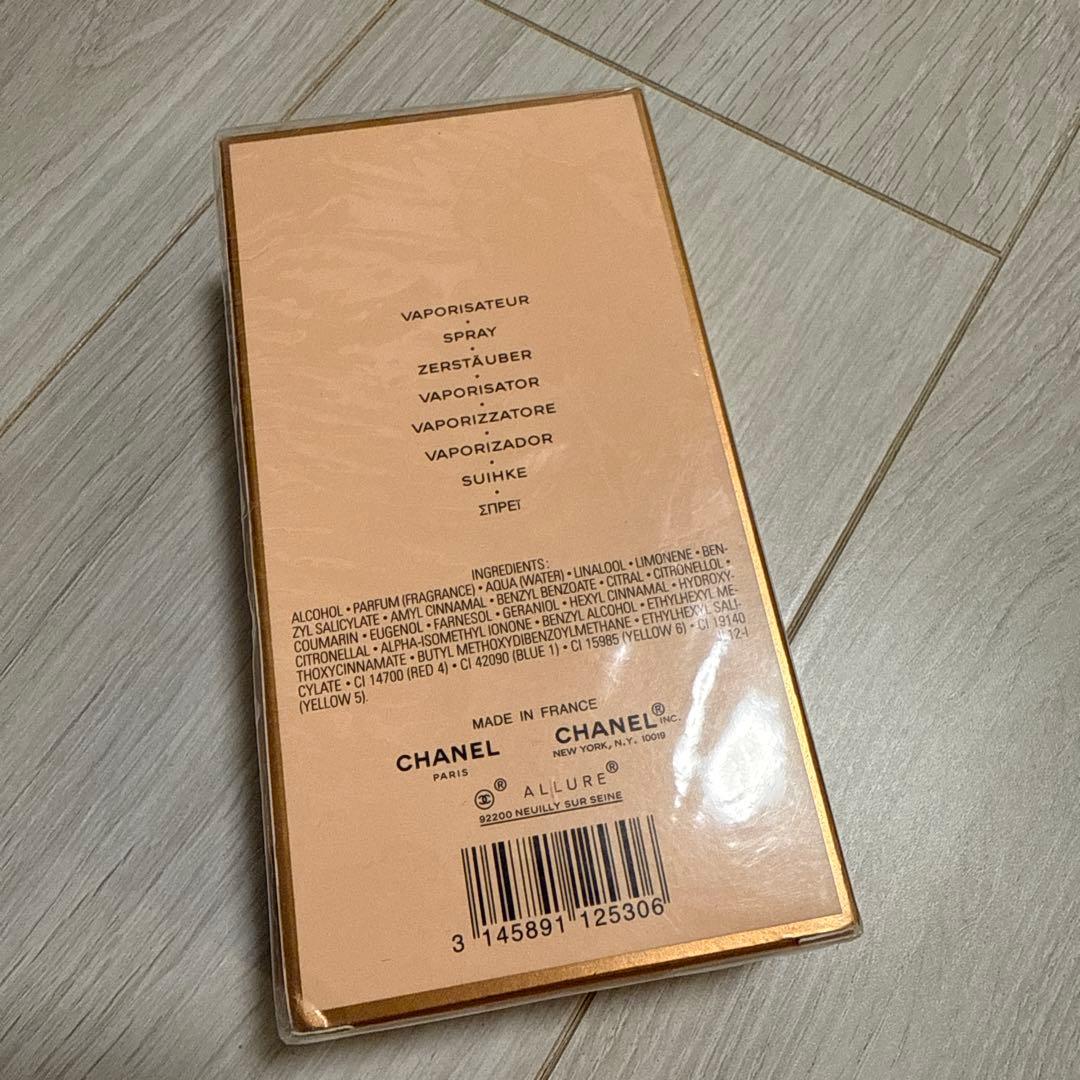 VAPORISATEUR
•
SPRAY
•
ZERSTÄUBER
•
VAPORISATOR
•
VAPORIZZATORE
•
VAPORIZADOR
•
SUIHKE
•
ΣΠΡΕΪ
INGREDIENTS:
ALCOHOL • PARFUM (FRAGRANCE) • AQUA (WATER) • LINALOOL • LIMONENE • BEN-
ZYL SALICYLATE • AMYL CINNAMAL • BENZYL BENZOATE • CITRAL • CITRONELLOL •
COUMARIN • EUGENOL • FARNESOL • GERANIOL • HEXYL CINNAMAL • HYDROXY-
CITRONELLAL • ALPHA-ISOMETHYL IONONE • BENZYL ALCOHOL • ETHYLHEXYL ME-
THOXYCINNAMATE • BUTYL METHOXYDIBENZOYLMETHANE • ETHYLHEXYL SALI-
CYLATE • CI 14700 (RED 4) • CI 42090 (BLUE 1) • CI 15985 (YELLOW 6) • CI 19140
(YELLOW 5).
MADE IN FRANCE
CHANEL
PARIS
CHANEL® INC.
NEW YORK, N.Y. 10019
® ALLURE®
92200 NEUILLY SUR SEINE
3 145891 125306